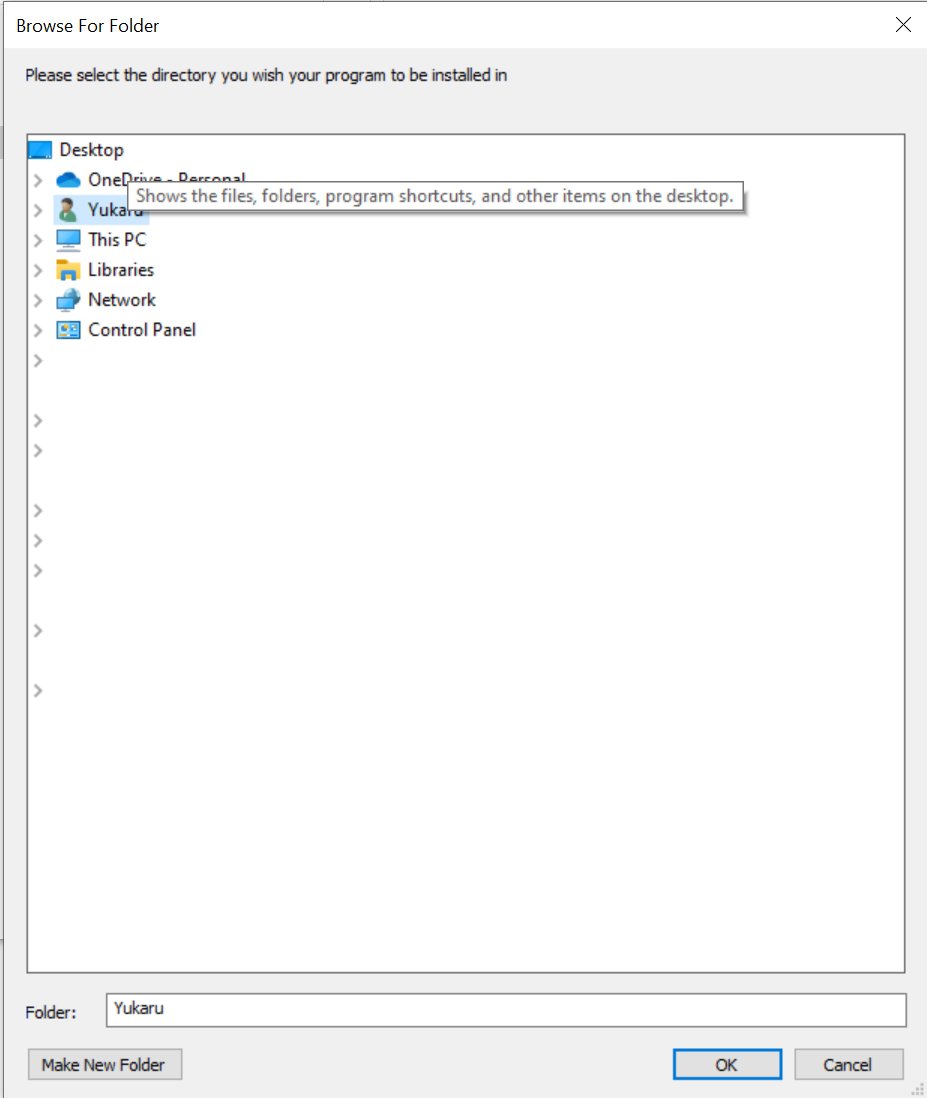 Browse For Folder
Please select the directory you wish your program to be installed in
Desktop
OneDrive - Personal
Shows the files, folders, program shortcuts, and other items on the desktop.
Yukaru
This PC
Libraries
Network
Control Panel
Folder: Yukaru
Make New Folder OK Cancel